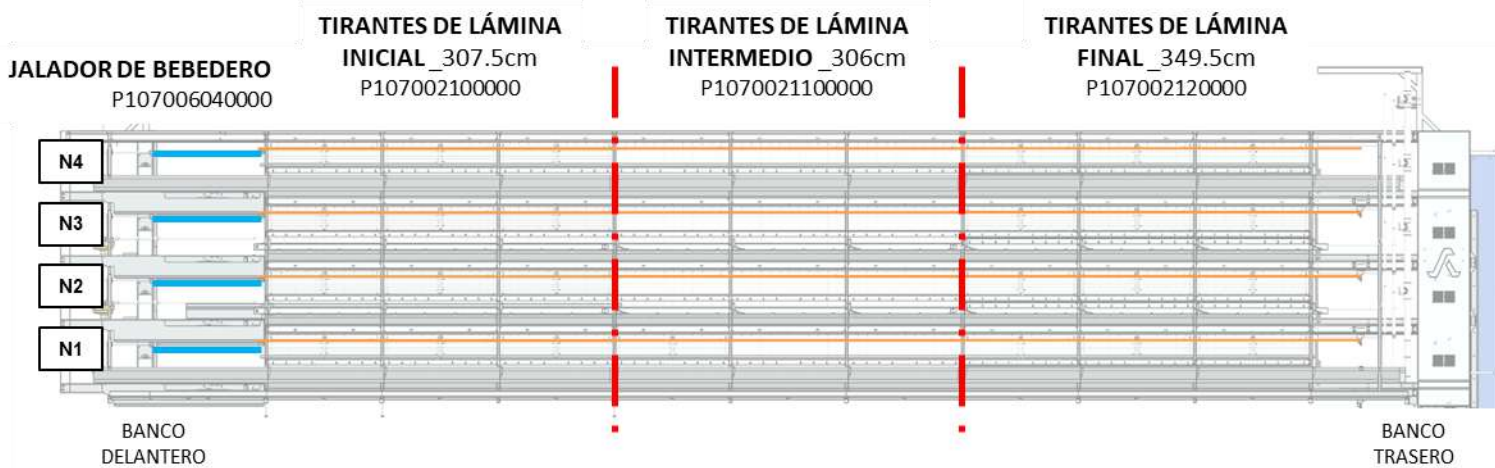 JALADOR DE BEBEDERO
P107006040000
TIRANTES DE LÁMINA
INICIAL _307.5cm
P107002100000
TIRANTES DE LÁMINA
INTERMEDIO _306cm
P1070021100000
TIRANTES DE LÁMINA
FINAL _349.5cm
P107002120000
N4
N3
N2
N1
BANCO
DELANTERO
BANCO
TRASERO